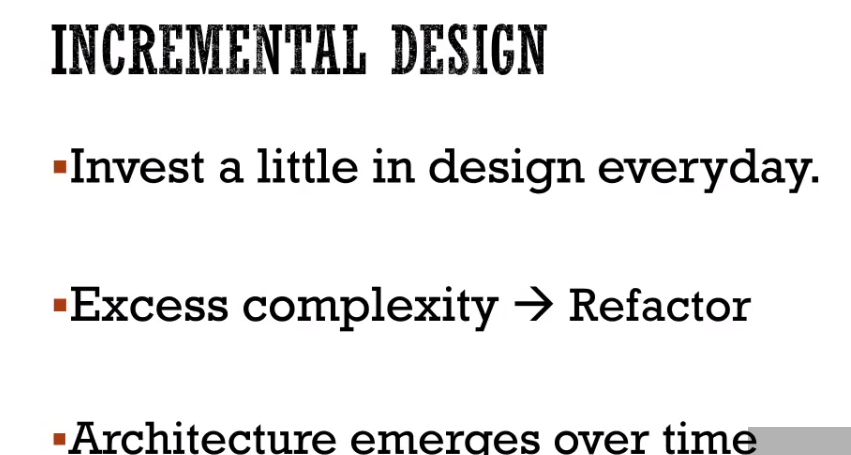 INCREMENTAL DESIGN
▪Invest a little in design everyday.
▪Excess complexity → Refactor
▪Architecture emerges over time